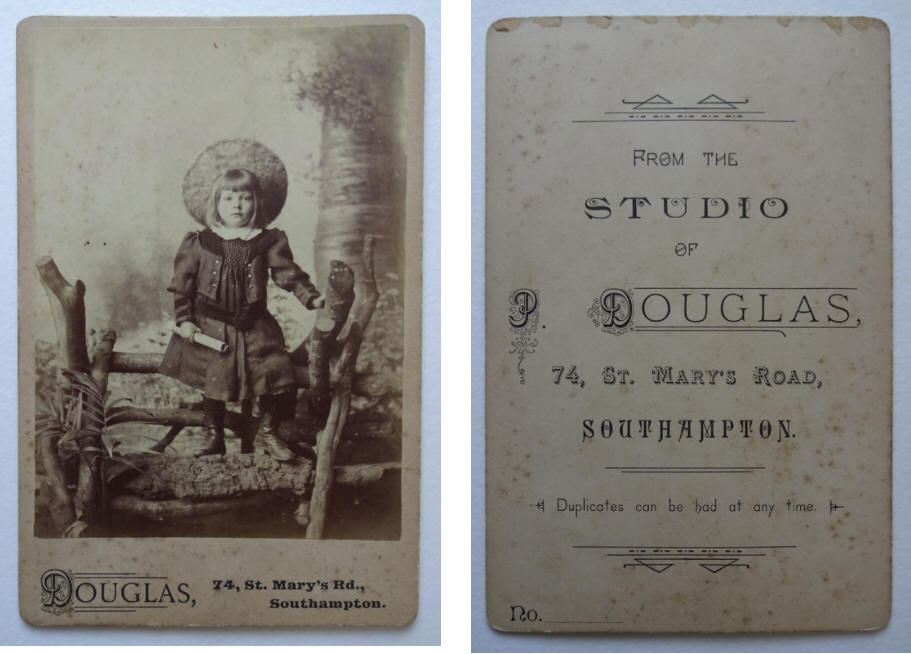 DOUGLAS,
74, St. Mary's Rd.,
Southampton.
FROM THE
STUDIO
OF
P. DOUGLAS,
74, ST. MARY'S ROAD,
SOUTHAMPTON.
Duplicates can be had at any time.
No.